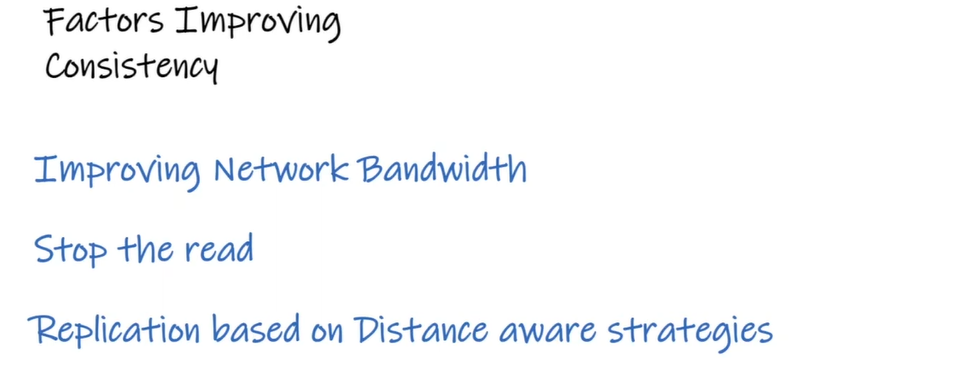 Factors Improving
Consistency
Improving Network Bandwidth
Stop the read
Replication based on Distance aware strategies